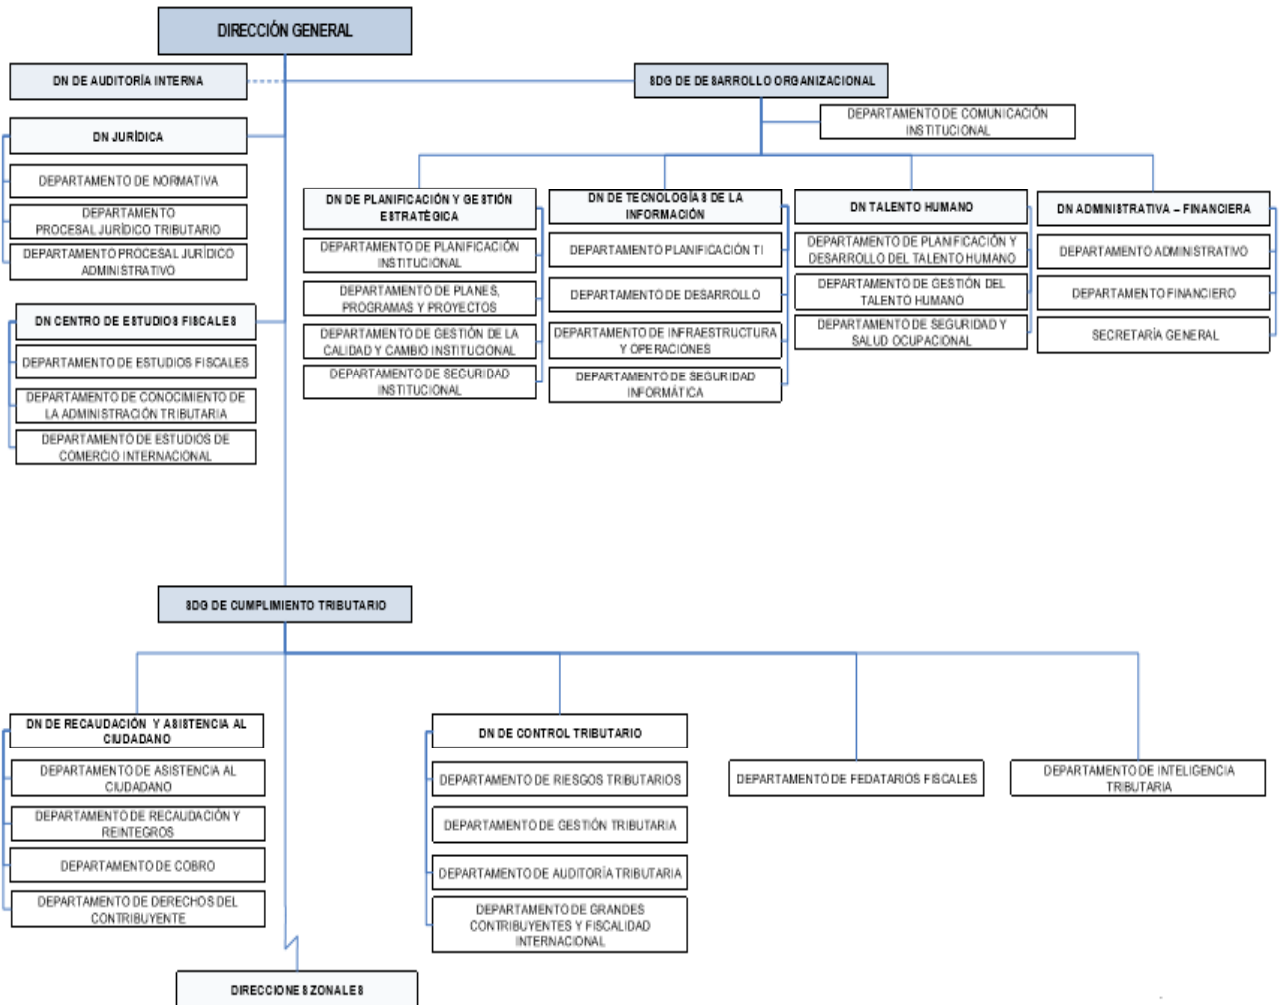 DIRECCIÓN GENERAL
DN DE AUDITORÍA INTERNA
SDG DE DESARROLLO ORGANIZACIONAL
DEPARTAMENTO DE COMUNICACIÓN
INSTITUCIONAL
DN JURÍDICA
DEPARTAMENTO DE NORMATIVA
DEPARTAMENTO
PROCESAL JURÍDICO TRIBUTARIO
DEPARTAMENTO PROCESAL JURÍDICO
ADMINISTRATIVO
DN CENTRO DE ESTUDIOS FISCALES
DEPARTAMENTO DE ESTUDIOS FISCALES
DEPARTAMENTO DE CONOCIMIENTO DE
LA ADMINISTRACIÓN TRIBUTARIA
DEPARTAMENTO DE ESTUDIOS DE
COMERCIO INTERNACIONAL
DN DE PLANIFICACIÓN Y GESTIÓN
ESTRATÉGICA
DEPARTAMENTO DE PLANIFICACIÓN
INSTITUCIONAL
DEPARTAMENTO DE PLANES,
PROGRAMAS Y PROYECTOS
DEPARTAMENTO DE GESTIÓN DE LA
CALIDAD Y CAMBIO INSTITUCIONAL
DEPARTAMENTO DE SEGURIDAD
INSTITUCIONAL
DN DE TECNOLOGÍAS DE LA
INFORMACIÓN
DEPARTAMENTO PLANIFICACIÓN TI
DEPARTAMENTO DE DESARROLLO
DEPARTAMENTO DE INFRAESTRUCTURA
Y OPERACIONES
DEPARTAMENTO DE SEGURIDAD
INFORMÁTICA
DN TALENTO HUMANO
DEPARTAMENTO DE PLANIFICACIÓN Y
DESARROLLO DEL TALENTO HUMANO
DEPARTAMENTO DE GESTIÓN DEL
TALENTO HUMANO
DEPARTAMENTO DE SEGURIDAD Y
SALUD OCUPACIONAL
DN ADMINISTRATIVA – FINANCIERA
DEPARTAMENTO ADMINISTRATIVO
DEPARTAMENTO FINANCIERO
SECRETARÍA GENERAL
SDG DE CUMPLIMIENTO TRIBUTARIO
DN DE RECAUDACIÓN Y ASISTENCIA AL
CIUDADANO
DEPARTAMENTO DE ASISTENCIA AL
CIUDADANO
DEPARTAMENTO DE RECAUDACIÓN Y
REINTEGROS
DEPARTAMENTO DE COBRO
DEPARTAMENTO DE DERECHOS DEL
CONTRIBUYENTE
DN DE CONTROL TRIBUTARIO
DEPARTAMENTO DE RIESGOS TRIBUTARIOS
DEPARTAMENTO DE GESTIÓN TRIBUTARIA
DEPARTAMENTO DE AUDITORÍA TRIBUTARIA
DEPARTAMENTO DE GRANDES
CONTRIBUYENTES Y FISCALIDAD
INTERNACIONAL
DEPARTAMENTO DE FEDATARIOS FISCALES
DEPARTAMENTO DE INTELIGENCIA
TRIBUTARIA
DIRECCIONES ZONALES